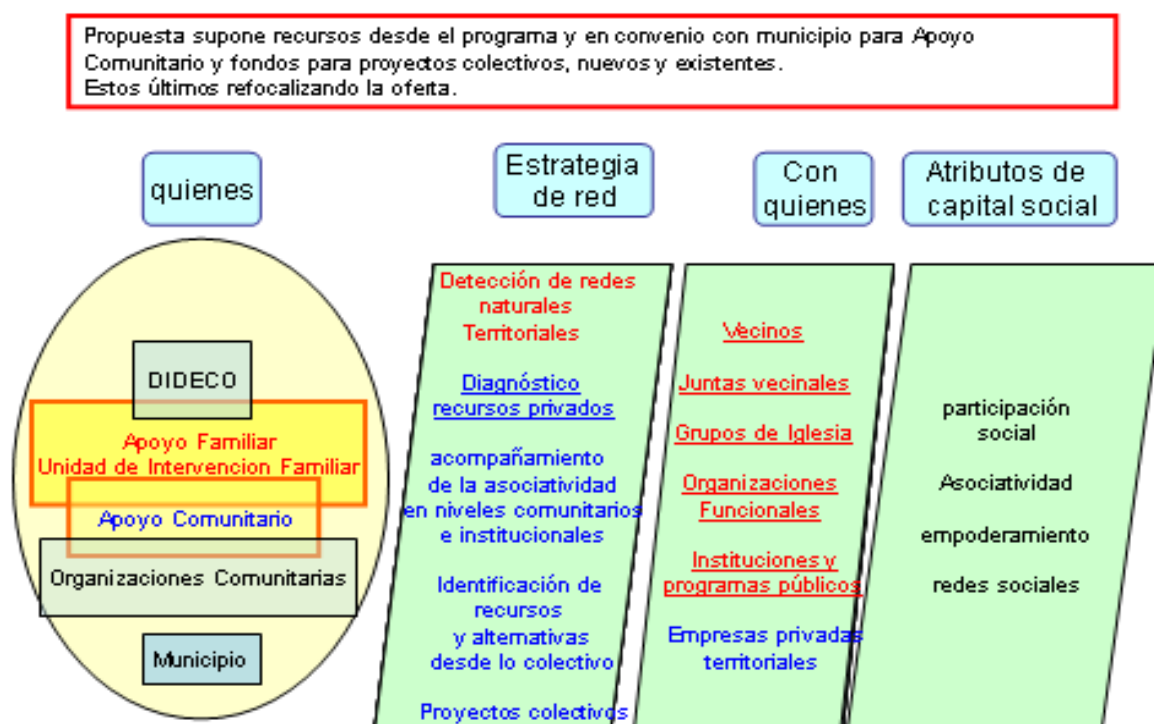 Propuesta supone recursos desde el programa y en convenio con municipio para Apoyo
Comunitario y fondos para proyectos colectivos, nuevos y existentes.
Estos últimos refocalizando la oferta.
quienes
Estrategia
de red
Con
quienes
Atributos de
capital social
DIDECO
Apoyo Familiar
Unidad de Intervencion Familiar
Apoyo Comunitario
Organizaciones Comunitarias
Municipio
Detección de redes
naturales
Territoriales
Diagnóstico
recursos privados
acompañamiento
de la asociatividad
en niveles comunitarios
e institucionales
Identificación de
recursos
y alternativas
desde lo colectivo
Proyectos colectivos
Vecinos
Juntas vecinales
Grupos de Iglesia
Organizaciones
Funcionales
Instituciones y
programas públicos
Empresas privadas
territoriales
participación
social
Asociatividad
empoderamiento
redes sociales